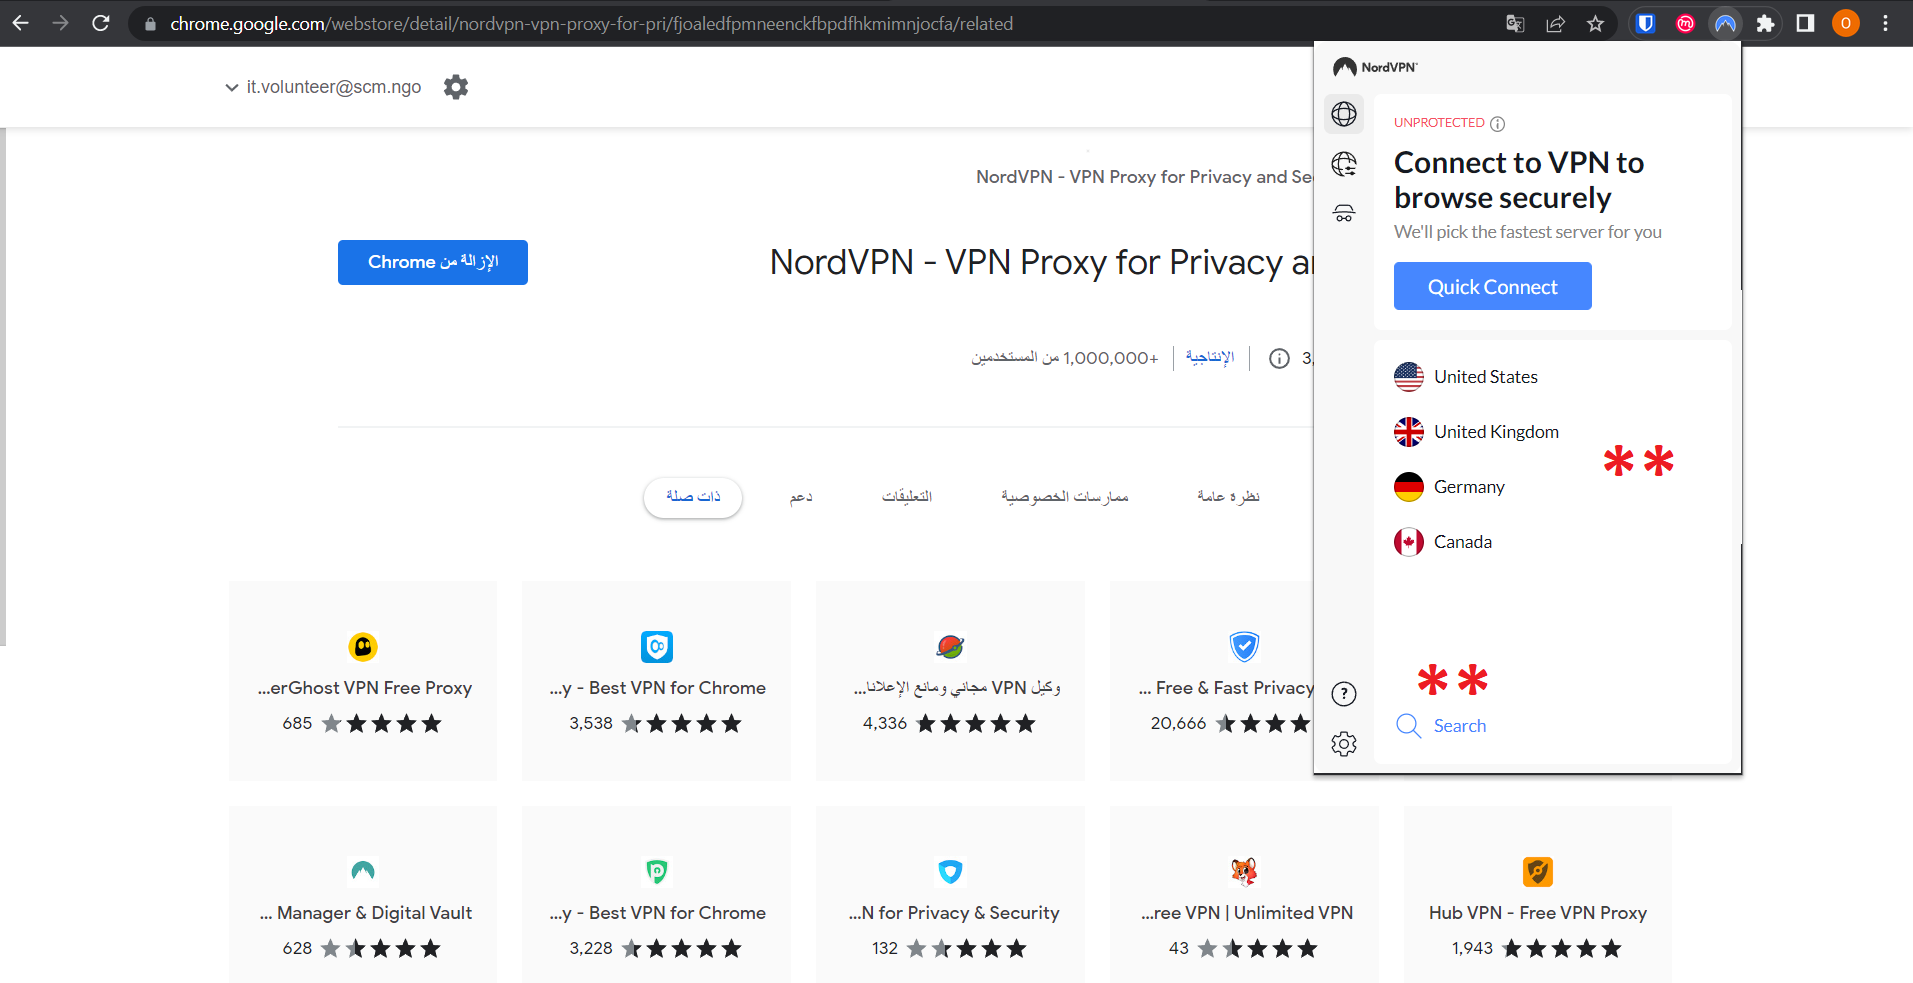 chrome.google.com/webstore/detail/nordvpn-vpn-proxy-for-pri/fjoaledfpmneenckfbpdfhkmimnjocfa/related
it.volunteer@scm.ngo
NordVPN - VPN Proxy for Privacy and Se
الإزالة من Chrome
NordVPN - VPN Proxy for Privacy a
+1,000,000 من المستخدمين
الإنتاجية
3,
نظرة عامة
ممارسات الخصوصية
التعليقات
دعم
ذات صلة
...erGhost VPN Free Proxy
685
...y - Best VPN for Chrome
3,538
وكيل VPN مجاني ومانع الإعلانا...
4,336
... Free & Fast Privacy
20,666
... Manager & Digital Vault
628
...y - Best VPN for Chrome
3,228
...N for Privacy & Security
132
...ree VPN | Unlimited VPN
43
Hub VPN - Free VPN Proxy
1,943
O
NordVPN
UNPROTECTED
Connect to VPN to
browse securely
We'll pick the fastest server for you
Quick Connect
United States
United Kingdom
**
Germany
Canada
**
Search